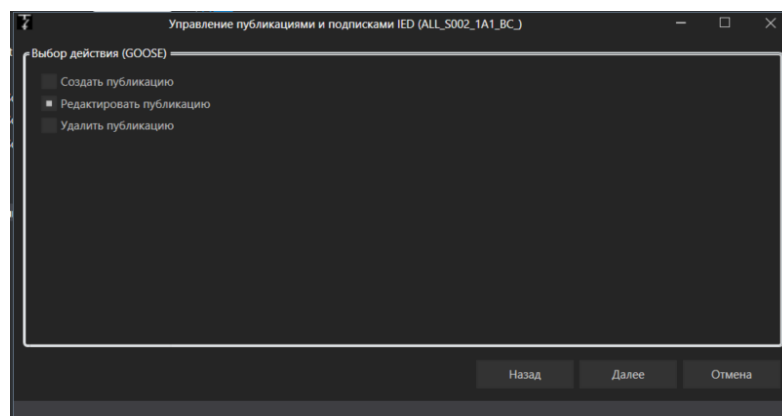 Управление публикациями и подписками IED (ALL_S002_1A1_BC_)
Выбор действия (GOOSE)
Создать публикацию
Редактировать публикацию
Удалить публикацию
Назад Далее Отмена